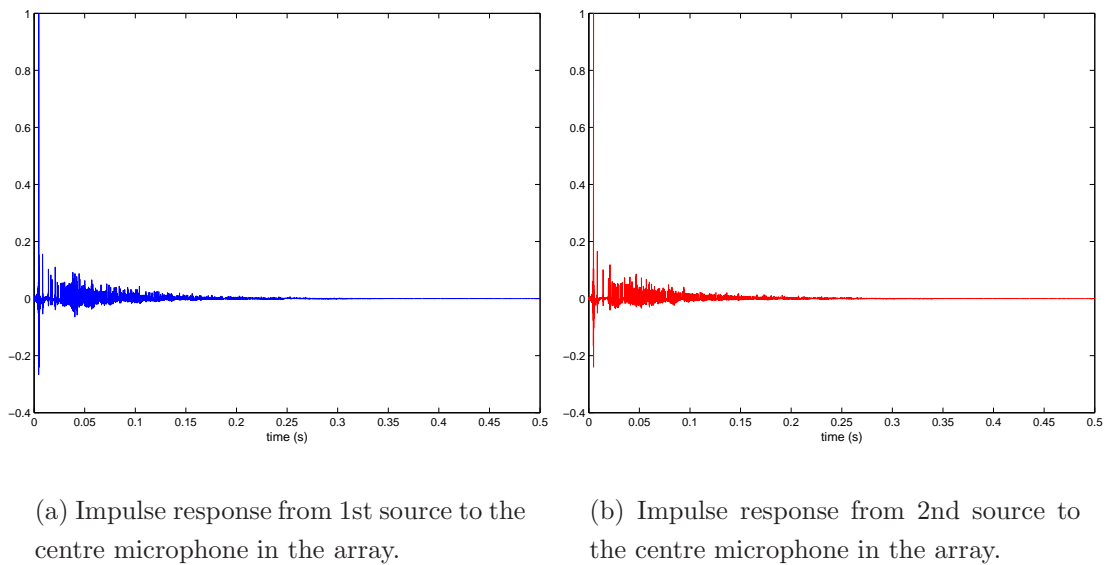 1
0.8
0.6
0.4
0.2
0
−0.2
−0.4
0 0.05 0.1 0.15 0.2 0.25 0.3 0.35 0.4 0.45 0.5
time (s)
1
0.8
0.6
0.4
0.2
0
−0.2
−0.4
0 0.05 0.1 0.15 0.2 0.25 0.3 0.35 0.4 0.45 0.5
time (s)
(a) Impulse response from 1st source to the
centre microphone in the array.
(b) Impulse response from 2nd source to
the centre microphone in the array.